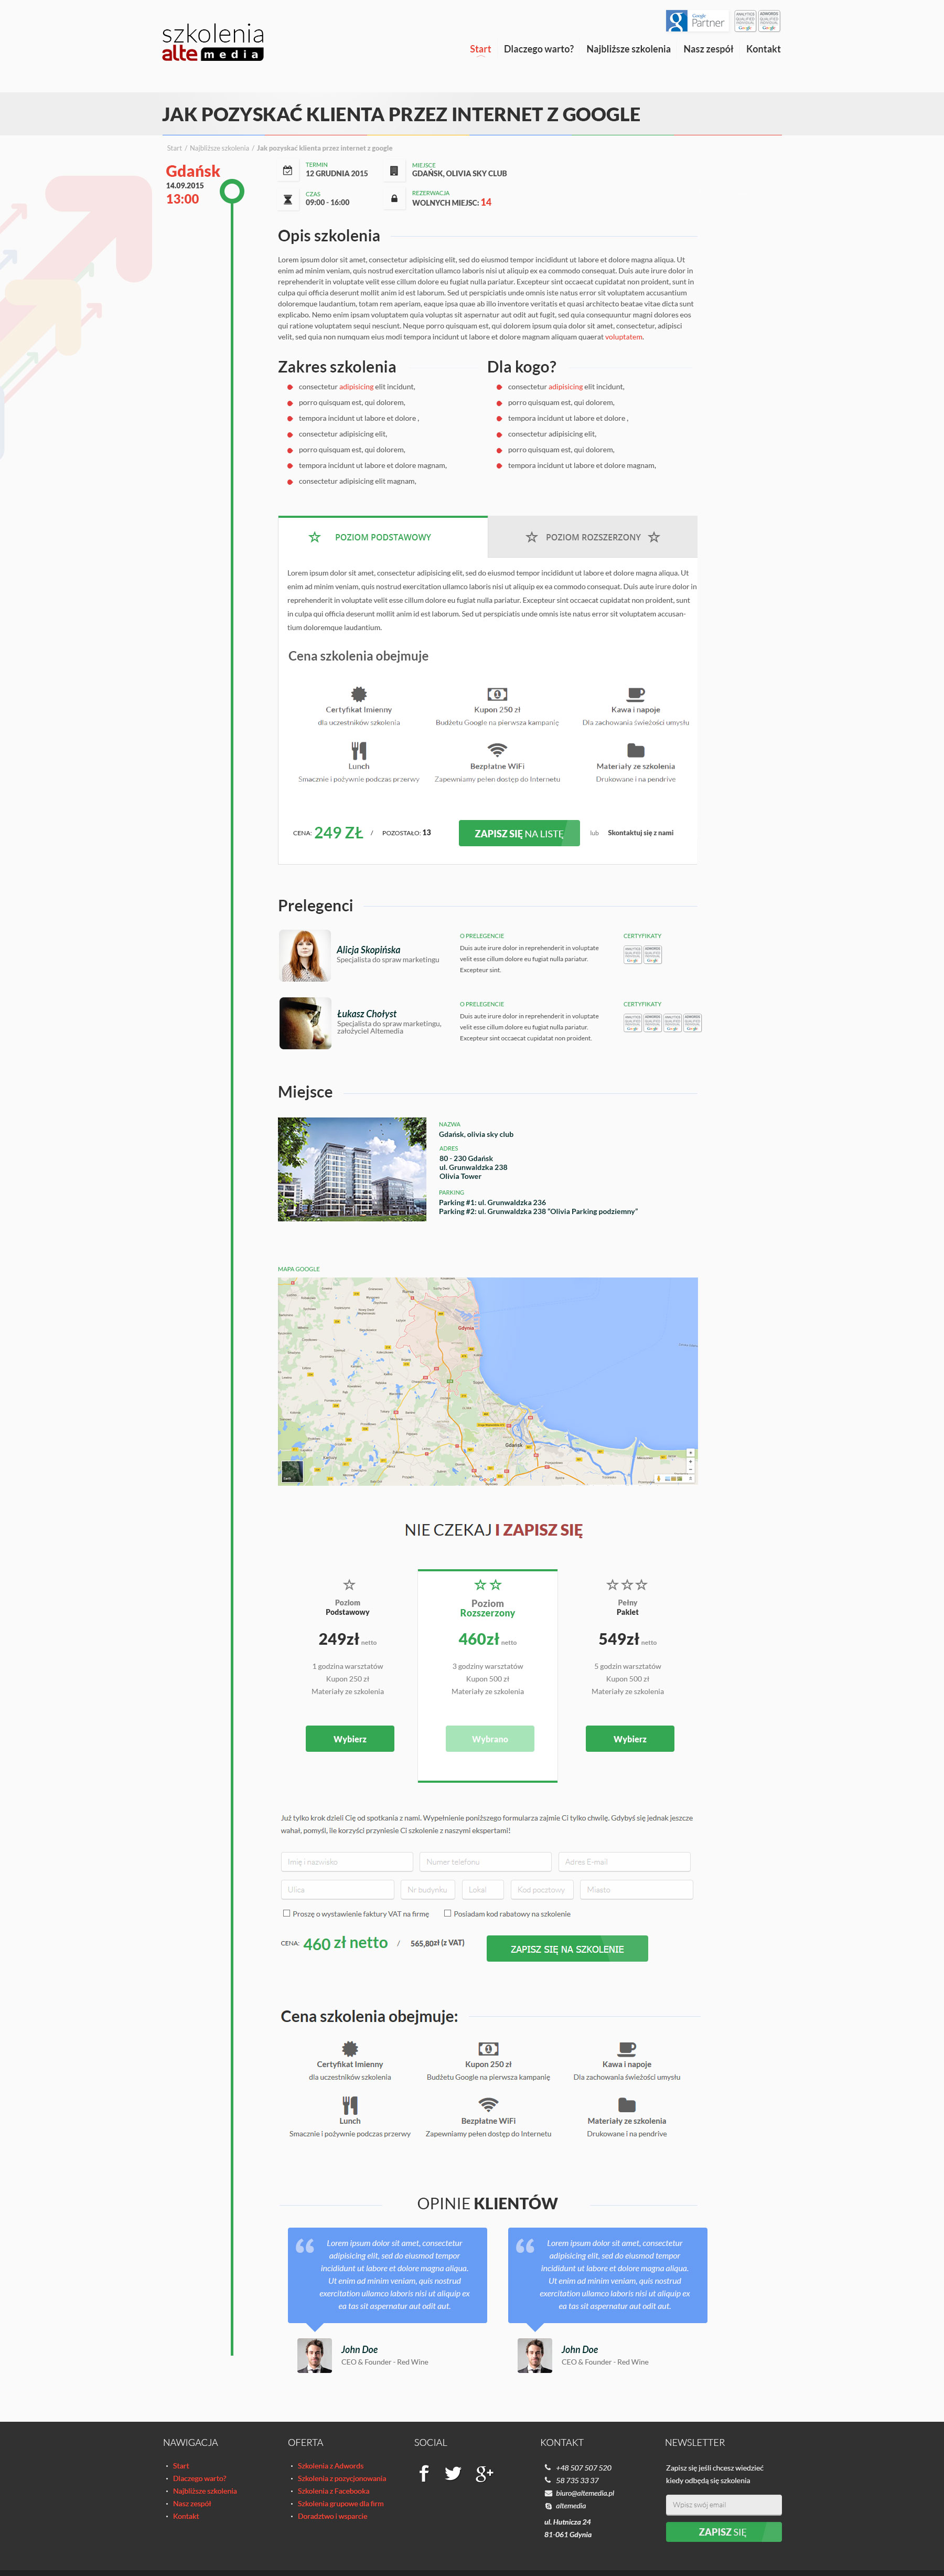 szkolenia
alte media
Google Partner
Start
Dlaczego warto?
Najbliższe szkolenia
Nasz zespół
Kontakt
JAK POZYSKAĆ KLIENTA PRZEZ INTERNET Z GOOGLE
Start / Najbliższe szkolenia / Jak pozyskać klienta przez internet z google
Gdańsk
14.09.2015
13:00
TERMIN
12 GRUDNIA 2015
MIEJSCE
GDAŃSK, OLIVIA SKY CLUB
CZAS
09:00 - 16:00
REZERWACJA
WOLNYCH MIEJSC: 14
Opis szkolenia
Lorem ipsum dolor sit amet, consectetur adipisicing elit, sed do eiusmod tempor incididunt ut labore et dolore magna aliqua. Ut
enim ad minim veniam, quis nostrud exercitation ullamco laboris nisi ut aliquip ex ea commodo consequat. Duis aute irure dolor in
reprehenderit in voluptate velit esse cillum dolore eu fugiat nulla pariatur. Excepteur sint occaecat cupidatat non proident, sunt in
culpa qui officia deserunt mollit anim id est laborum. Sed ut perspiciatis unde omnis iste natus error sit voluptatem accusantium
doloremque laudantium, totam rem aperiam, eaque ipsa quae ab illo inventore veritatis et quasi architecto beatae vitae dicta sunt
explicabo. Nemo enim ipsam voluptatem quia voluptas sit aspernatur aut odit aut fugit, sed quia consequuntur magni dolores eos
qui ratione voluptatem sequi nesciunt. Neque porro quisquam est, qui dolorem ipsum quia dolor sit amet, consectetur, adipisci
velit, sed quia non numquam eius modi tempora incidunt ut labore et dolore magnam aliquam quaerat voluptatem.
Zakres szkolenia
consectetur adipisicing elit incidunt,
porro quisquam est, qui dolorem,
tempora incidunt ut labore et dolore ,
consectetur adipisicing elit,
porro quisquam est, qui dolorem,
tempora incidunt ut labore et dolore magnam,
consectetur adipisicing elit magnam,
Dla kogo?
consectetur adipisicing elit incidunt,
porro quisquam est, qui dolorem,
tempora incidunt ut labore et dolore ,
consectetur adipisicing elit,
porro quisquam est, qui dolorem,
tempora incidunt ut labore et dolore magnam,
POZIOM PODSTAWOWY
POZIOM ROZSZERZONY
Lorem ipsum dolor sit amet, consectetur adipisicing elit, sed do eiusmod tempor incididunt ut labore et dolore magna aliqua. Ut
enim ad minim veniam, quis nostrud exercitation ullamco laboris nisi ut aliquip ex ea commodo consequat. Duis aute irure dolor in
reprehenderit in voluptate velit esse cillum dolore eu fugiat nulla pariatur. Excepteur sint occaecat cupidatat non proident, sunt
in culpa qui officia deserunt mollit anim id est laborum. Sed ut perspiciatis unde omnis iste natus error sit voluptatem accusan-
tium doloremque laudantium.
Cena szkolenia obejmuje
Certyfikat Imienny
dla uczestników szkolenia
Kupon 250 zł
Budżetu Google na pierwsza kampanię
Kawa i napoje
Dla zachowania świeżości umysłu
Lunch
Smacznie i pożywnie podczas przerwy
Bezpłatne WiFi
Zapewniamy pełen dostęp do Internetu
Materiały ze szkolenia
Drukowane i na pendrive
CENA: 249 ZŁ / POZOSTAŁO: 13
ZAPISZ SIĘ NA LISTĘ
lub
Skontaktuj się z nami
Prelegenci
Alicja Skopińska
Specjalista do spraw marketingu
O PRELEGENCIE
Duis aute irure dolor in reprehenderit in voluptate
velit esse cillum dolore eu fugiat nulla pariatur.
Excepteur sint.
CERTYFIKATY
Łukasz Chołyst
Specjalista do spraw marketingu,
założyciel Altemedia
O PRELEGENCIE
Duis aute irure dolor in reprehenderit in voluptate
velit esse cillum dolore eu fugiat nulla pariatur.
Excepteur sint occaecat cupidatat non proident.
CERTYFIKATY
Miejsce
NAZWA
Gdańsk, olivia sky club
ADRES
80 - 230 Gdańsk
ul. Grunwaldzka 238
Olivia Tower
PARKING
Parking #1: ul. Grunwaldzka 236
Parking #2: ul. Grunwaldzka 238 “Olivia Parking podziemny”
MAPA GOOGLE
Gdynia
Gdańsk
Google
NIE CZEKAJ I ZAPISZ SIĘ
Poziom
Podstawowy
249zł netto
1 godzina warsztatów
Kupon 250 zł
Materiały ze szkolenia
Wybierz
Poziom
Rozszerzony
460zł netto
3 godziny warsztatów
Kupon 500 zł
Materiały ze szkolenia
Wybrano
Pełny
Pakiet
549zł netto
5 godzin warsztatów
Kupon 500 zł
Materiały ze szkolenia
Wybierz
Już tylko krok dzieli Cię od spotkania z nami. Wypełnienie poniższego formularza zajmie Ci tylko chwilę. Gdybyś się jednak jeszcze
wahał, pomyśl, ile korzyści przyniesie Ci szkolenie z naszymi ekspertami!
Imię i nazwisko
Numer telefonu
Adres E-mail
Ulica
Nr budynku
Lokal
Kod pocztowy
Miasto
Proszę o wystawienie faktury VAT na firmę
Posiadam kod rabatowy na szkolenie
CENA: 460 zł netto / 565,80zł (z VAT)
ZAPISZ SIĘ NA SZKOLENIE
Cena szkolenia obejmuje:
Certyfikat Imienny
dla uczestników szkolenia
Kupon 250 zł
Budżetu Google na pierwsza kampanię
Kawa i napoje
Dla zachowania świeżości umysłu
Lunch
Smacznie i pożywnie podczas przerwy
Bezpłatne WiFi
Zapewniamy pełen dostęp do Internetu
Materiały ze szkolenia
Drukowane i na pendrive
OPINIE KLIENTÓW
Lorem ipsum dolor sit amet, consectetur
adipisicing elit, sed do eiusmod tempor
incididunt ut labore et dolore magna aliqua.
Ut enim ad minim veniam, quis nostrud
exercitation ullamco laboris nisi ut aliquip ex
ea tas sit aspernatur aut odit aut.
John Doe
CEO & Founder - Red Wine
Lorem ipsum dolor sit amet, consectetur
adipisicing elit, sed do eiusmod tempor
incididunt ut labore et dolore magna aliqua.
Ut enim ad minim veniam, quis nostrud
exercitation ullamco laboris nisi ut aliquip ex
ea tas sit aspernatur aut odit aut.
John Doe
CEO & Founder - Red Wine
NAWIGACJA
Start
Dlaczego warto?
Najbliższe szkolenia
Nasz zespół
Kontakt
OFERTA
Szkolenia z Adwords
Szkolenia z pozycjonowania
Szkolenia z Facebooka
Szkolenia grupowe dla firm
Doradztwo i wsparcie
SOCIAL
KONTAKT
+48 507 507 520
58 735 33 37
biuro@altemedia.pl
altemedia
ul. Hutnicza 24
81-061 Gdynia
NEWSLETTER
Zapisz się jeśli chcesz wiedzieć
kiedy odbędą się szkolenia
Wpisz swój email
ZAPISZ SIĘ